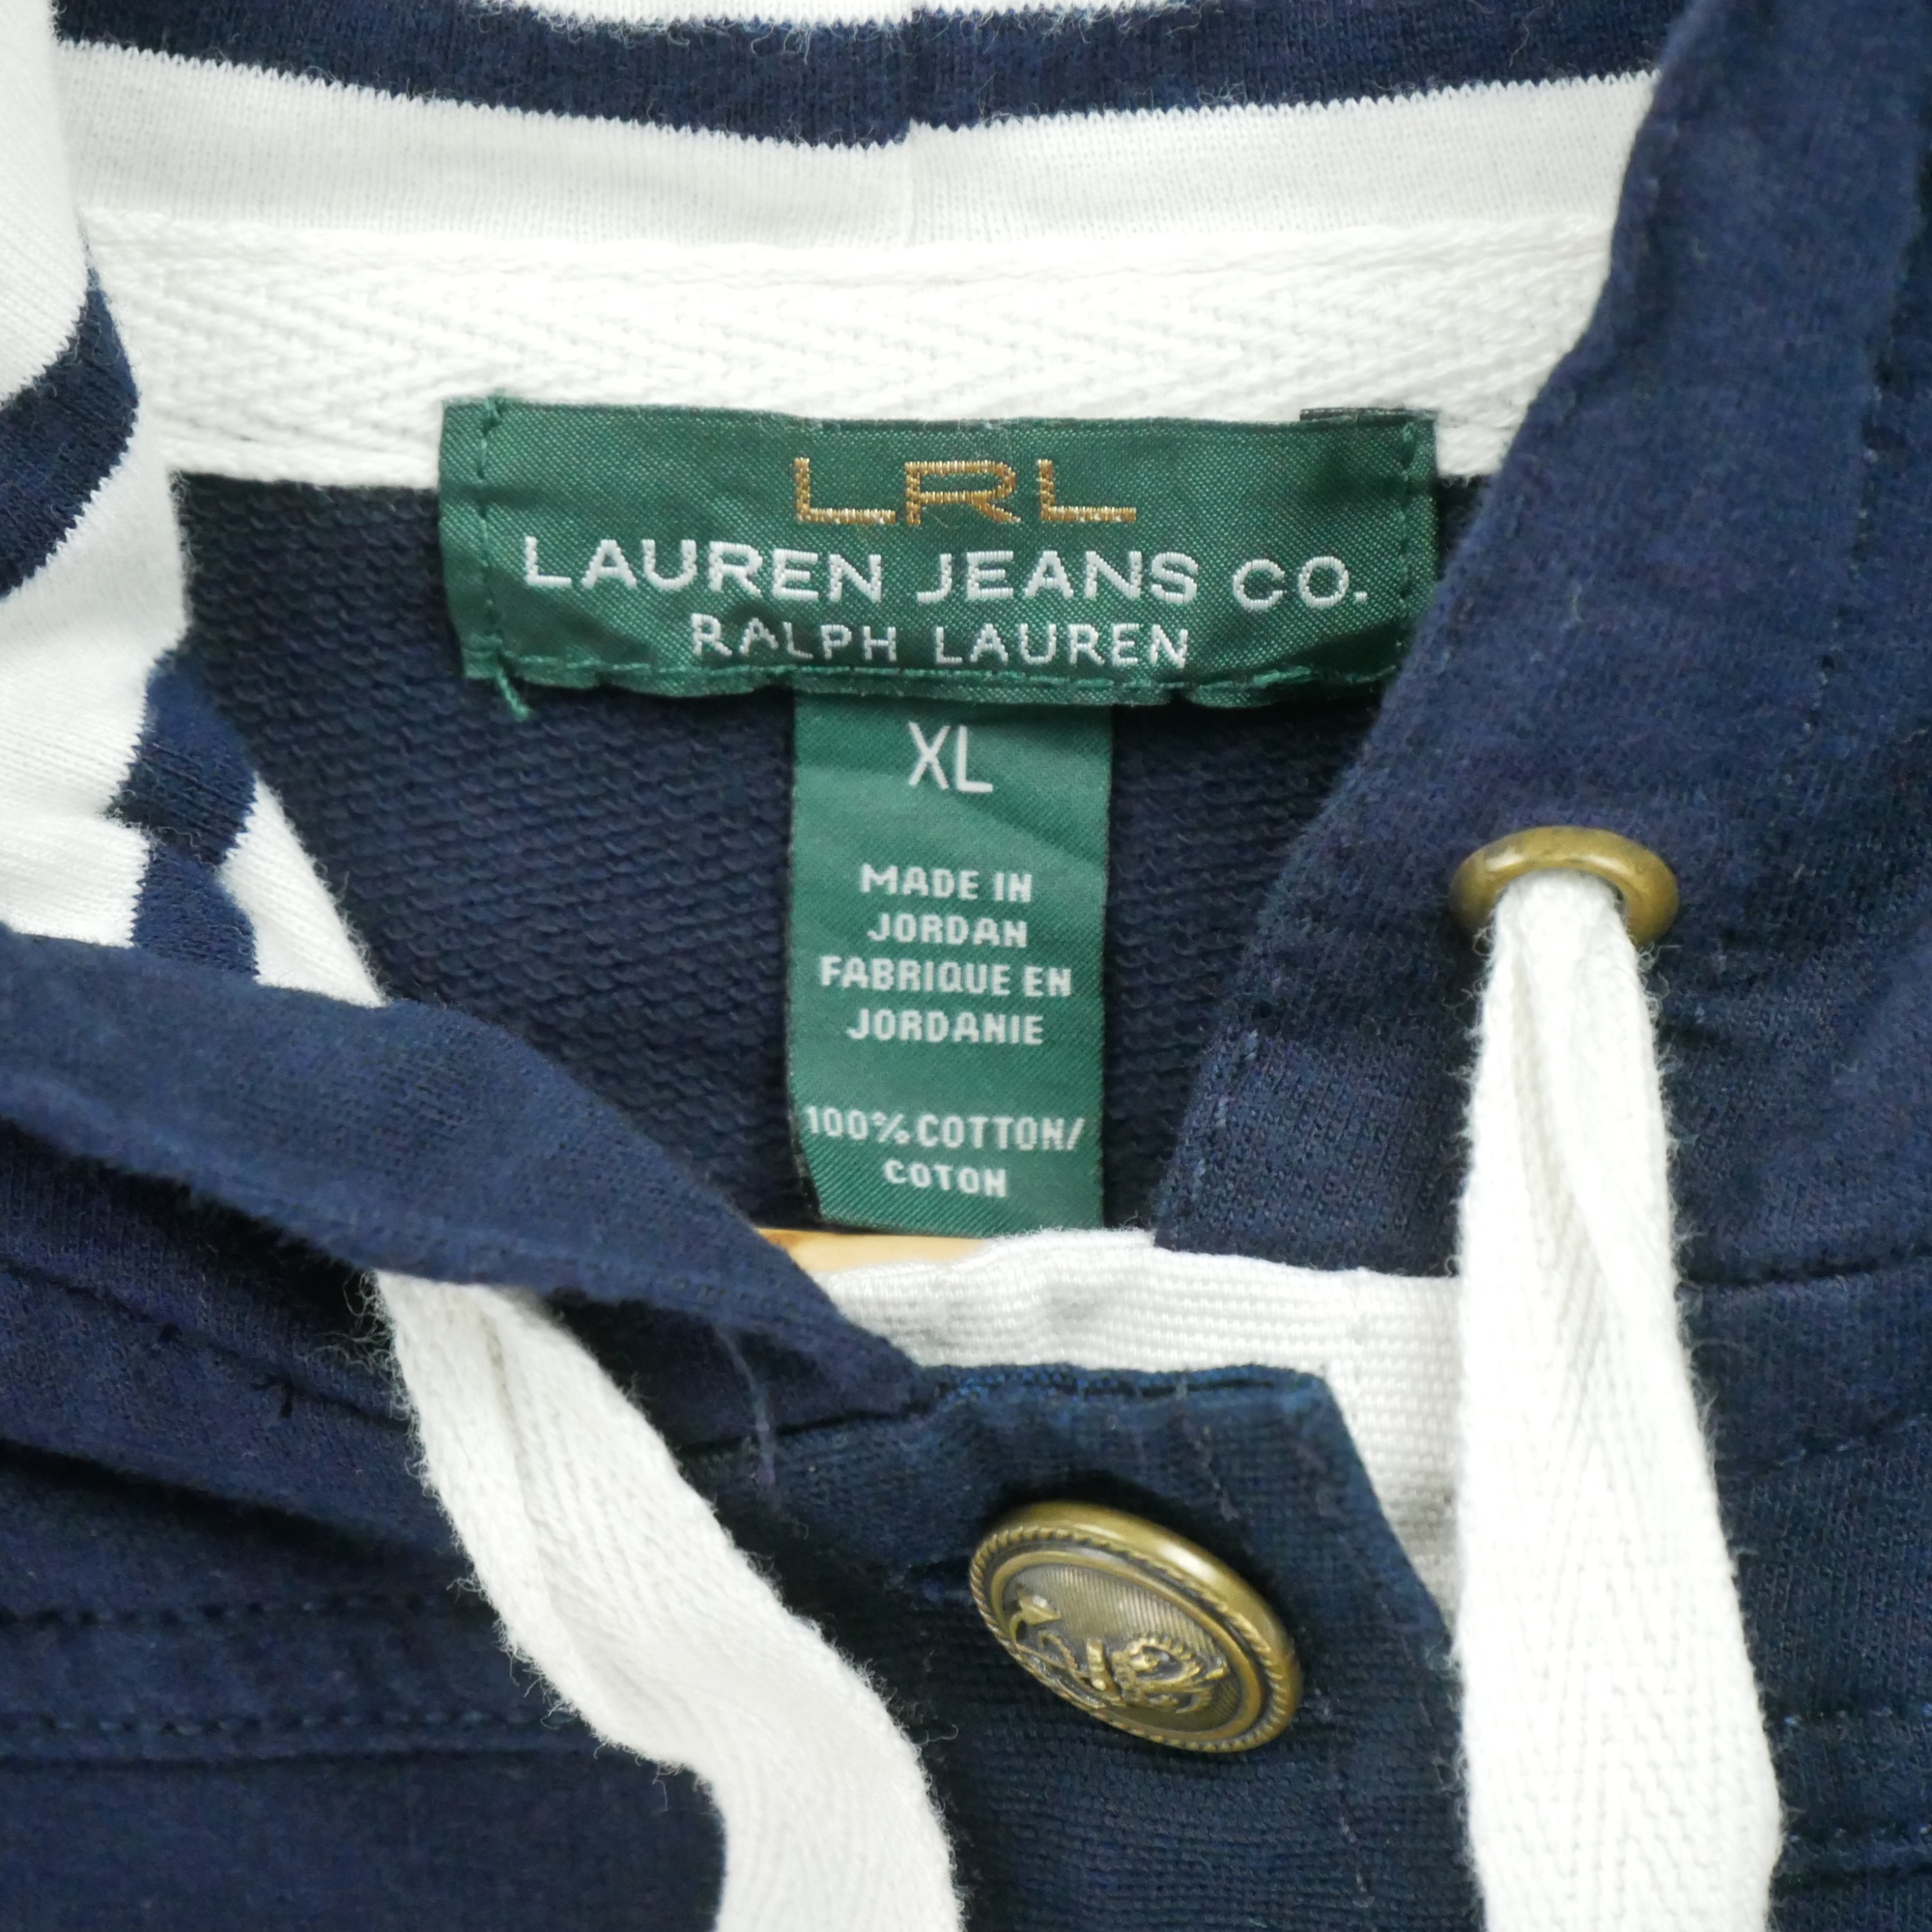 LRL
LAUREN JEANS CO.
RALPH LAUREN
XL
MADE IN
JORDAN
FABRIQUE EN
JORDANIE
100% COTTON/
COTON